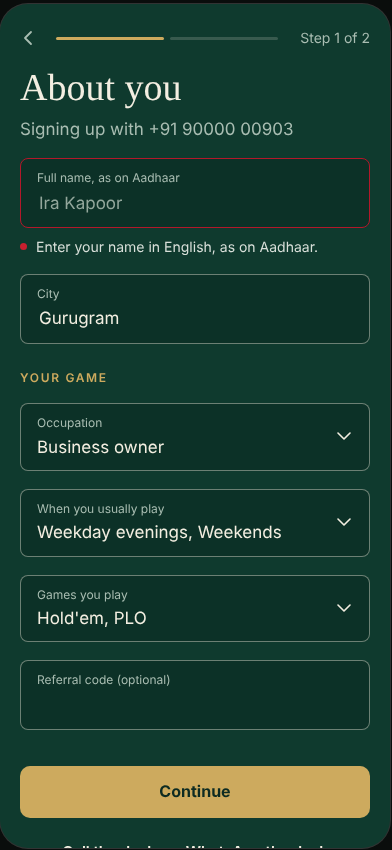 Step 1 of 2
About you
Signing up with +91 90000 00903
Full name, as on Aadhaar
Ira Kapoor
Enter your name in English, as on Aadhaar.
City
Gurugram
YOUR GAME
Occupation
Business owner
When you usually play
Weekday evenings, Weekends
Games you play
Hold'em, PLO
Referral code (optional)
Continue